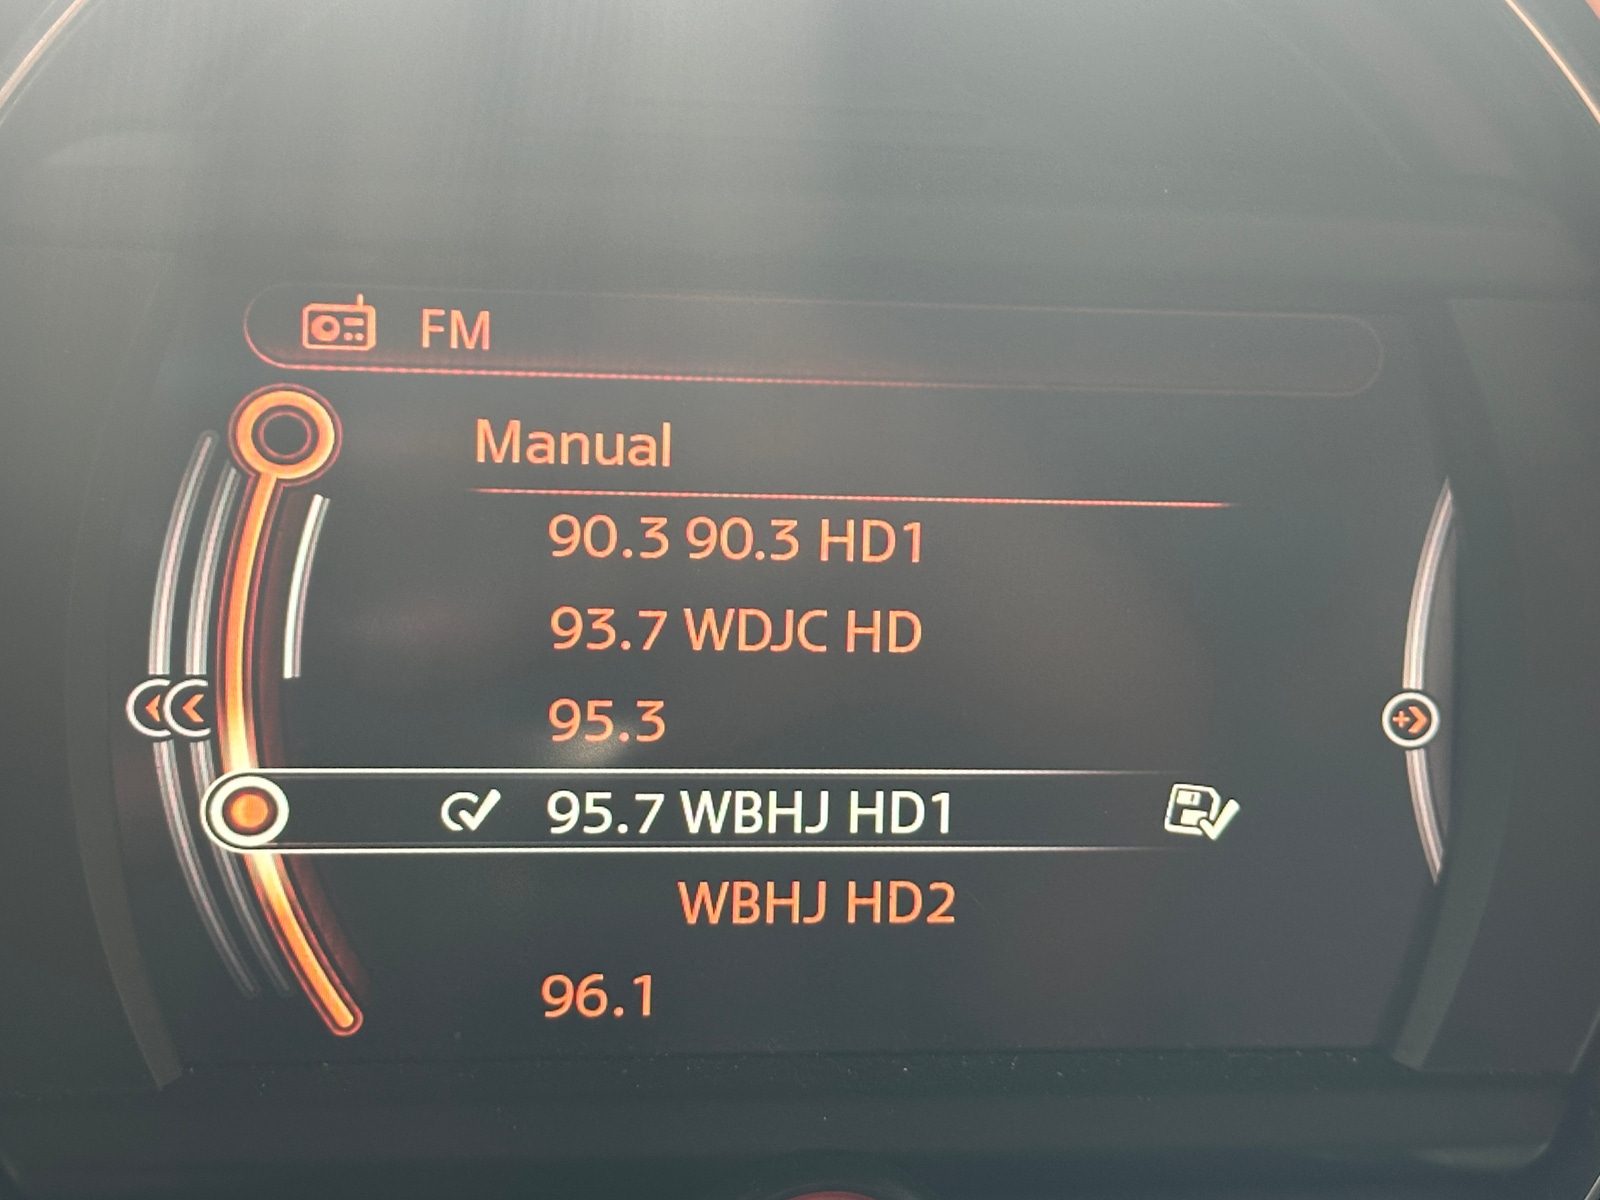 FM
Manual
90.3 90.3 HD1
93.7 WDJC HD
95.3
95.7 WBHJ HD1
WBHJ HD2
96.1